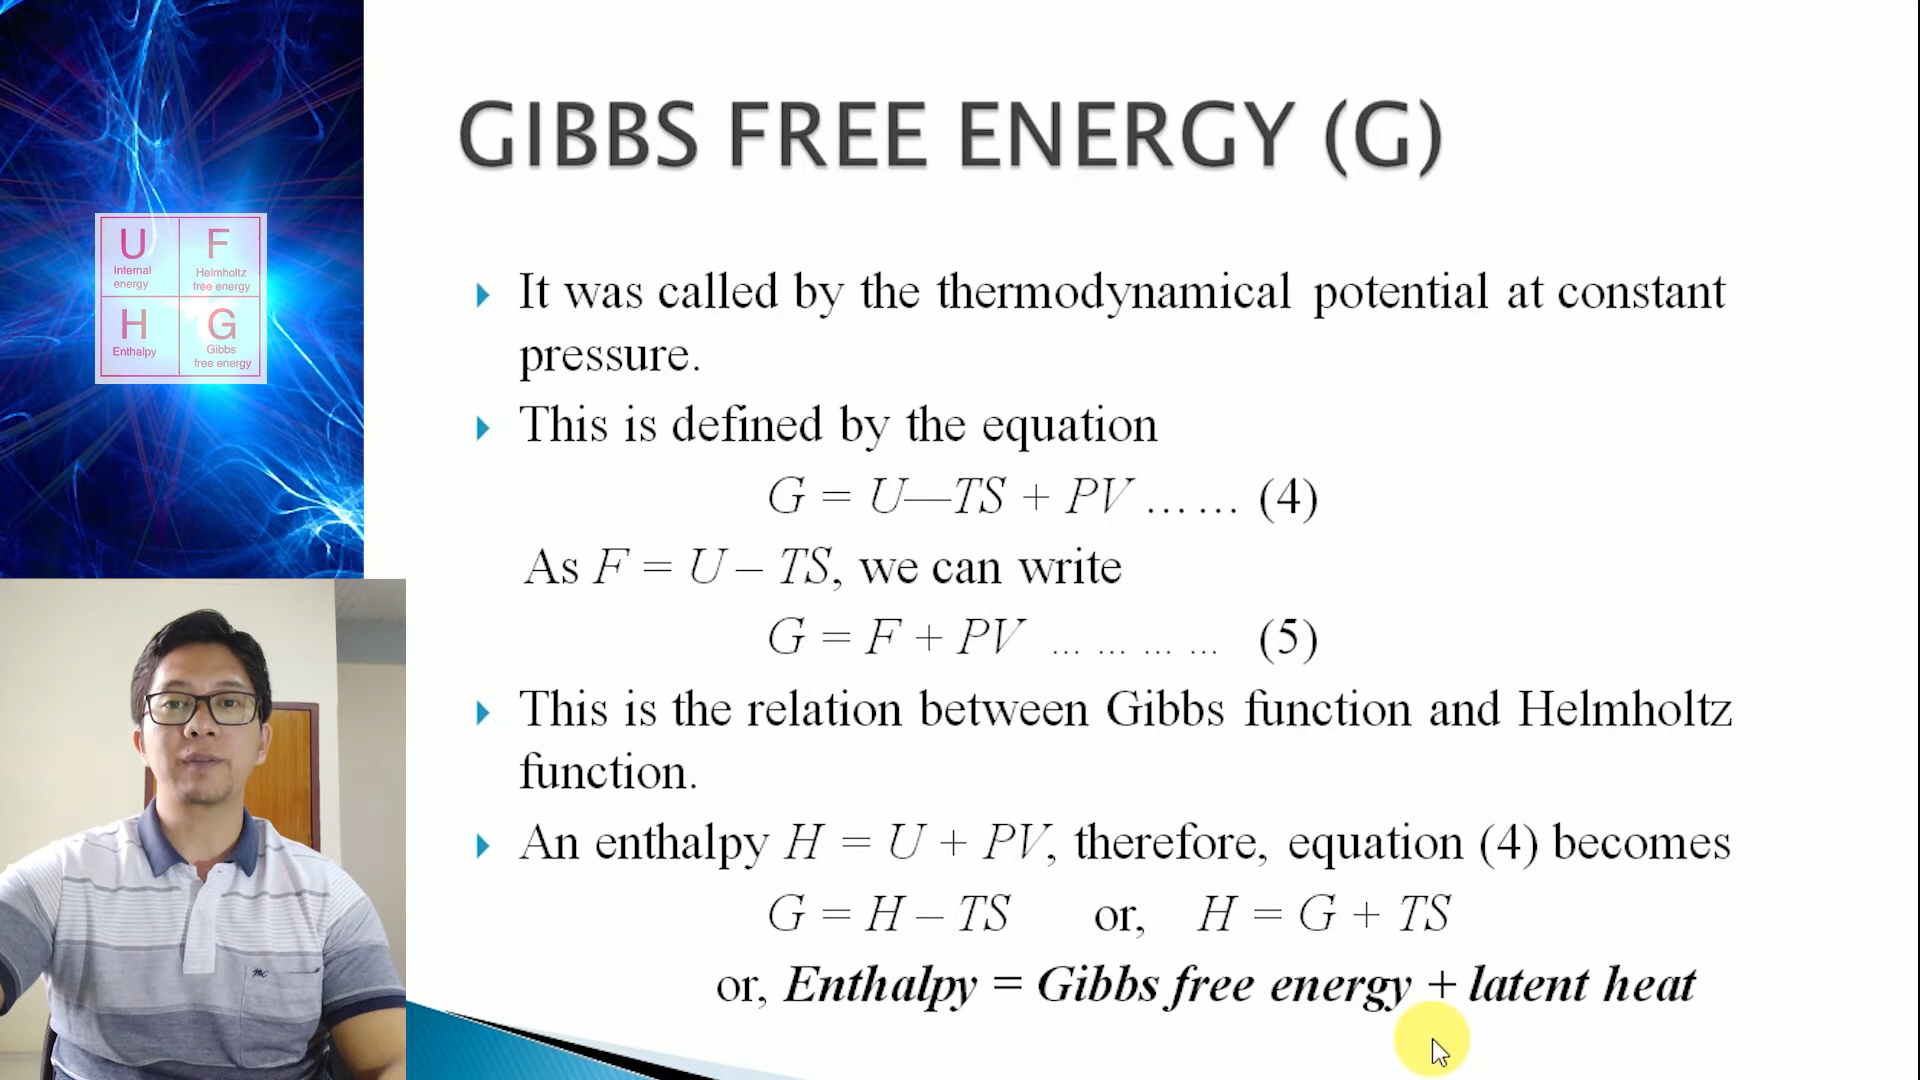 GIBBS FREE ENERGY (G)
U
Internal
energy
F
Helmholtz
free energy
H
Enthalpy
G
Gibbs
free energy
It was called by the thermodynamical potential at constant
pressure.
This is defined by the equation
G = U—TS + PV …… (4)
As F = U – TS, we can write
G = F + PV … … … … (5)
This is the relation between Gibbs function and Helmholtz
function.
An enthalpy H = U + PV, therefore, equation (4) becomes
G = H – TS or, H = G + TS
or, Enthalpy = Gibbs free energy + latent heat